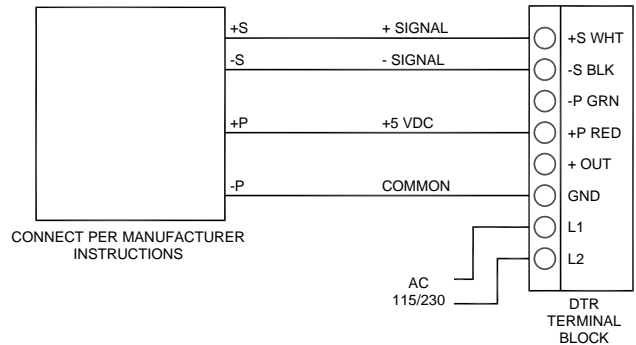 +S + SIGNAL +S WHT
-S - SIGNAL -S BLK
-P GRN
+P +5 VDC +P RED
+ OUT
-P COMMON GND
L1
L2
CONNECT PER MANUFACTURER
INSTRUCTIONS
AC
115/230
DTR
TERMINAL
BLOCK